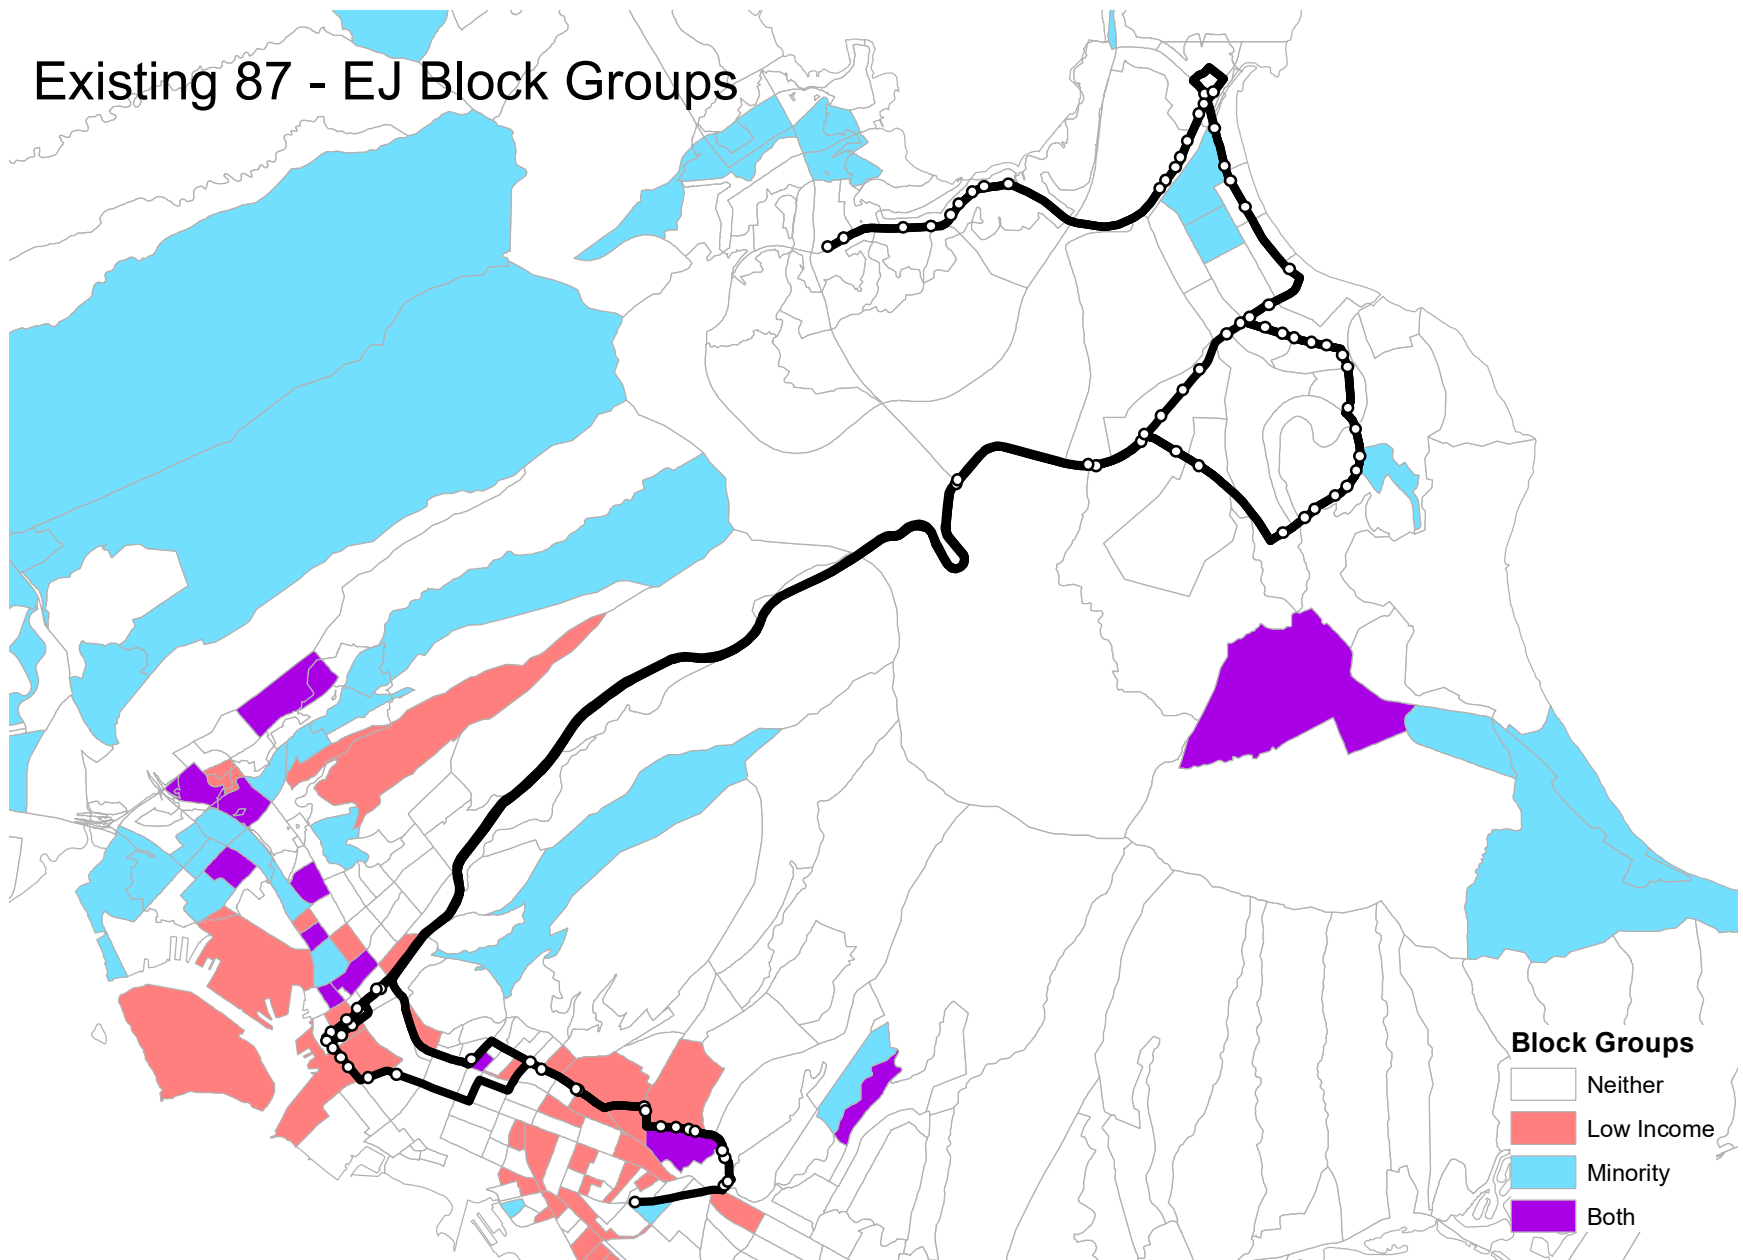 Existing 87 - EJ Block Groups
Block Groups
Neither
Low Income
Minority
Both